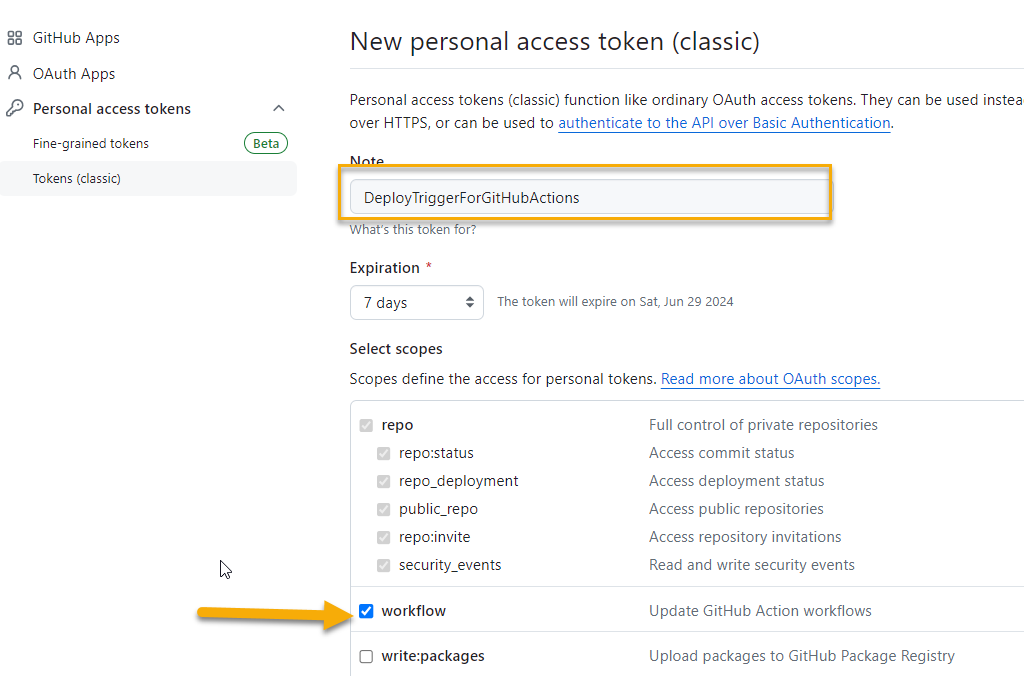 GitHub Apps
OAuth Apps
Personal access tokens
Fine-grained tokens Beta
Tokens (classic)
New personal access token (classic)
Personal access tokens (classic) function like ordinary OAuth access tokens. They can be used instea
over HTTPS, or can be used to authenticate to the API over Basic Authentication.
Note
DeployTriggerForGitHubActions
What's this token for?
Expiration *
7 days The token will expire on Sat, Jun 29 2024
Select scopes
Scopes define the access for personal tokens. Read more about OAuth scopes.
repo Full control of private repositories
repo:status Access commit status
repo_deployment Access deployment status
public_repo Access public repositories
repo:invite Access repository invitations
security_events Read and write security events
workflow Update GitHub Action workflows
write:packages Upload packages to GitHub Package Registry